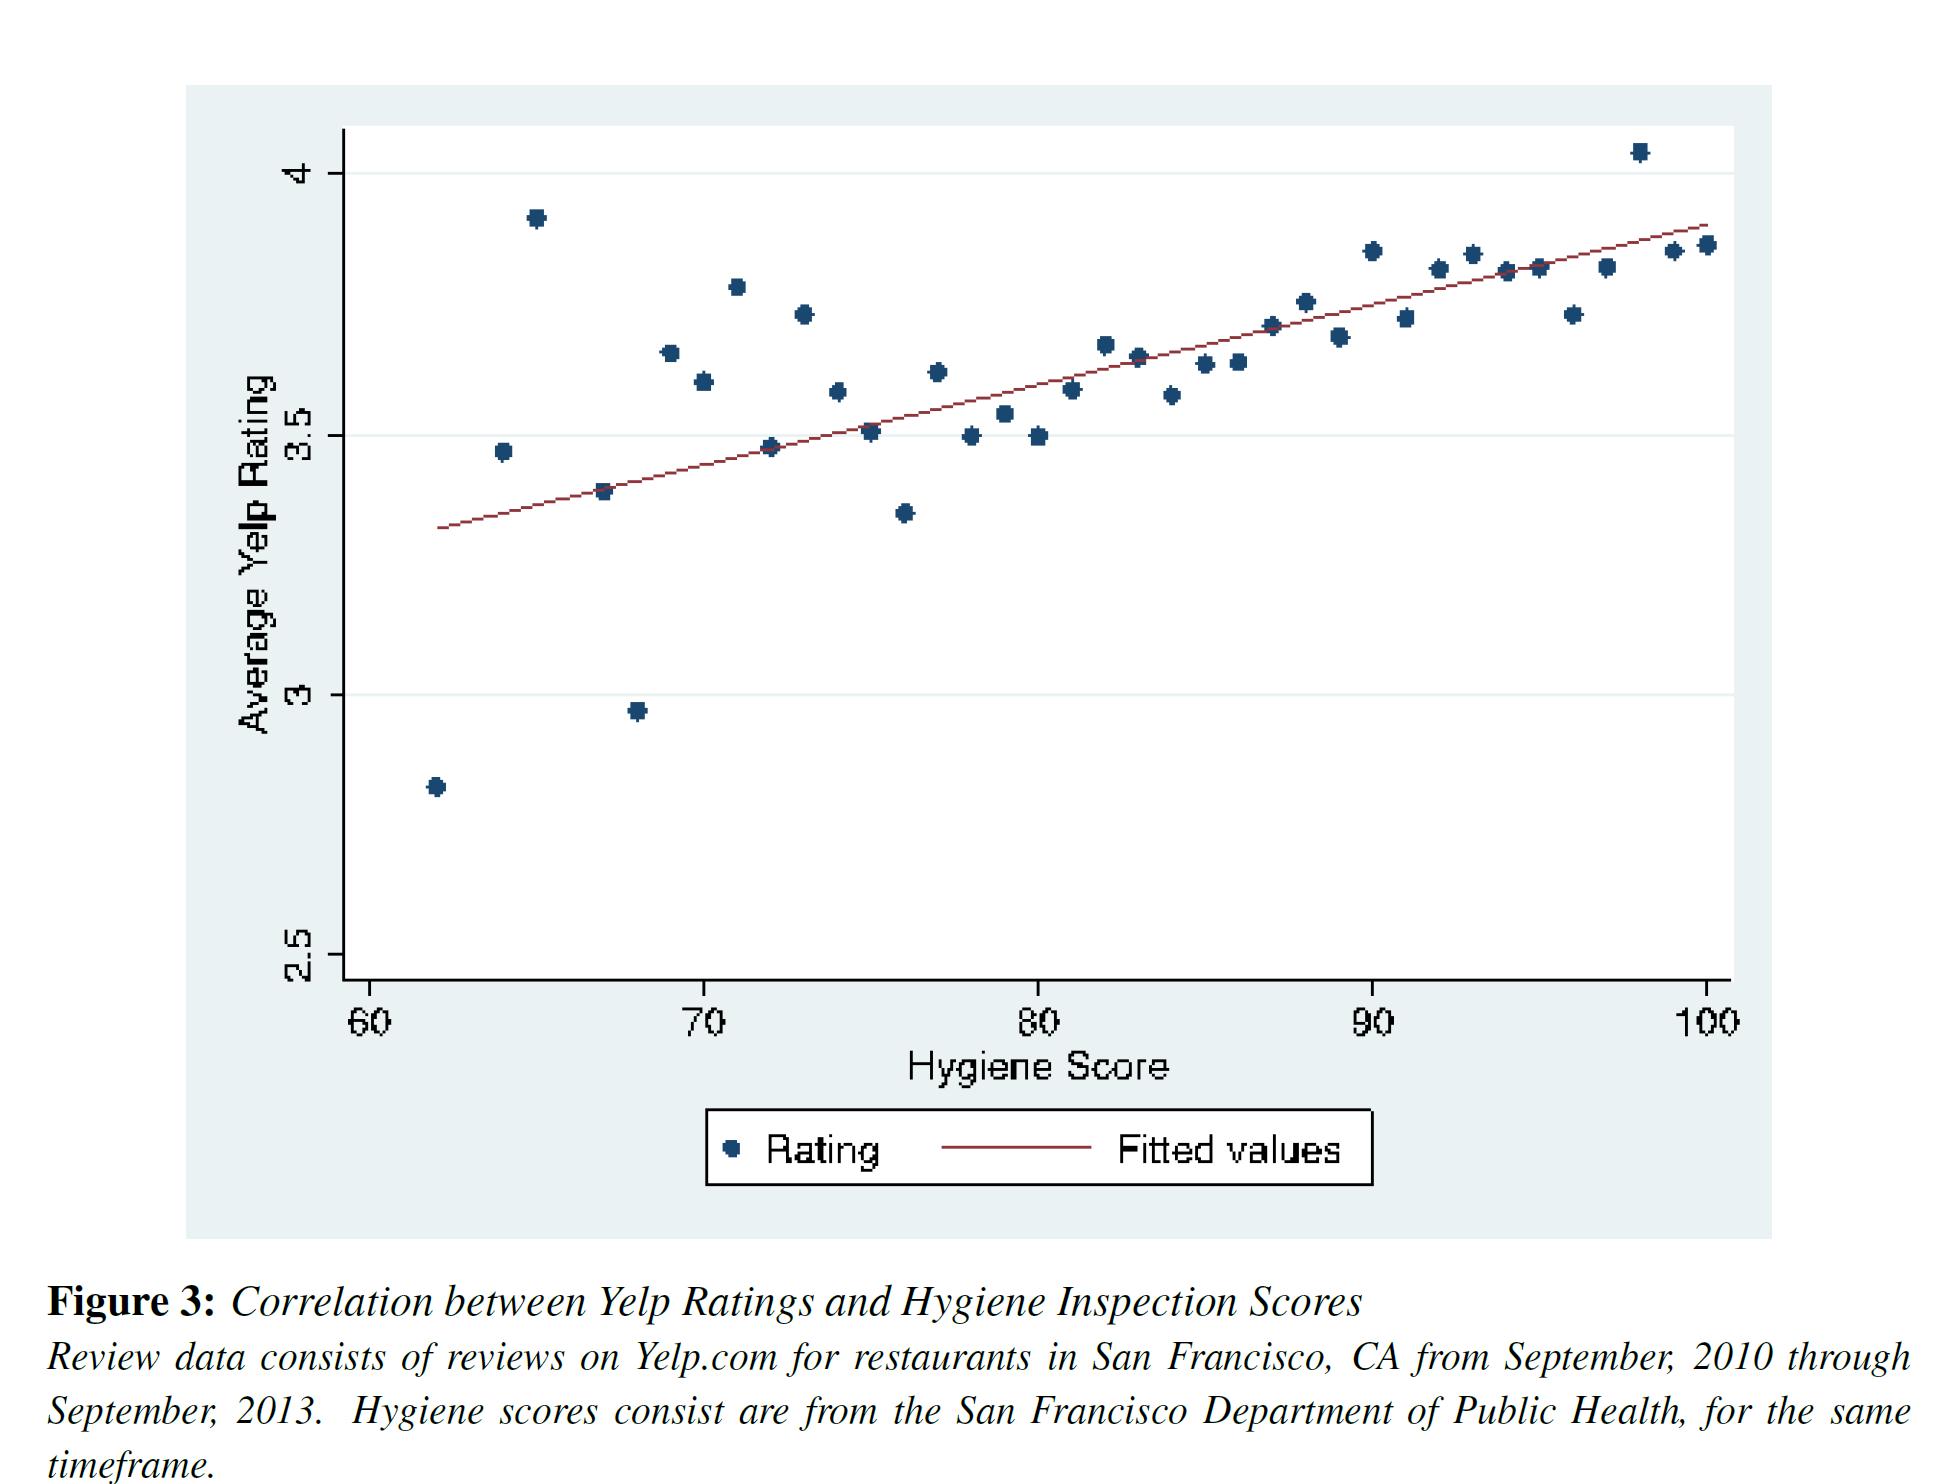 4
3.5
3
2.5
Average Yelp Rating
60 70 80 90 100
Hygiene Score
Rating Fitted values
Figure 3: Correlation between Yelp Ratings and Hygiene Inspection Scores
Review data consists of reviews on Yelp.com for restaurants in San Francisco, CA from September, 2010 through
September, 2013. Hygiene scores consist are from the San Francisco Department of Public Health, for the same
timeframe.